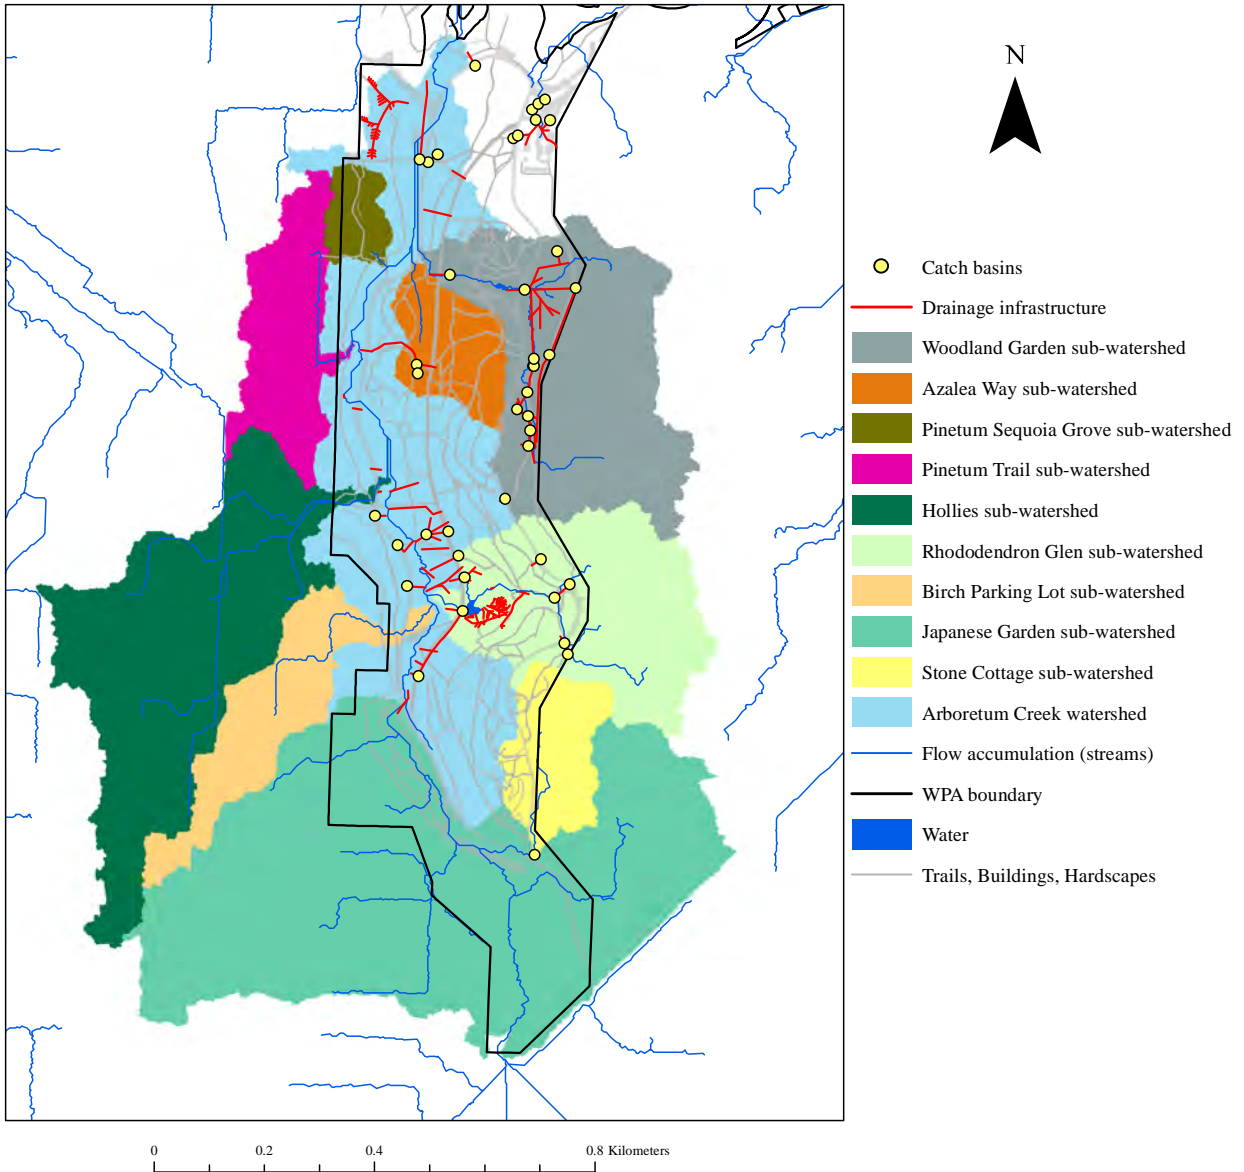 N
Catch basins
Drainage infrastructure
Woodland Garden sub-watershed
Azalea Way sub-watershed
Pinetum Sequoia Grove sub-watershed
Pinetum Trail sub-watershed
Hollies sub-watershed
Rhododendron Glen sub-watershed
Birch Parking Lot sub-watershed
Japanese Garden sub-watershed
Stone Cottage sub-watershed
Arboretum Creek watershed
Flow accumulation (streams)
WPA boundary
Water
Trails, Buildings, Hardscapes
0 0.2 0.4 0.8 Kilometers